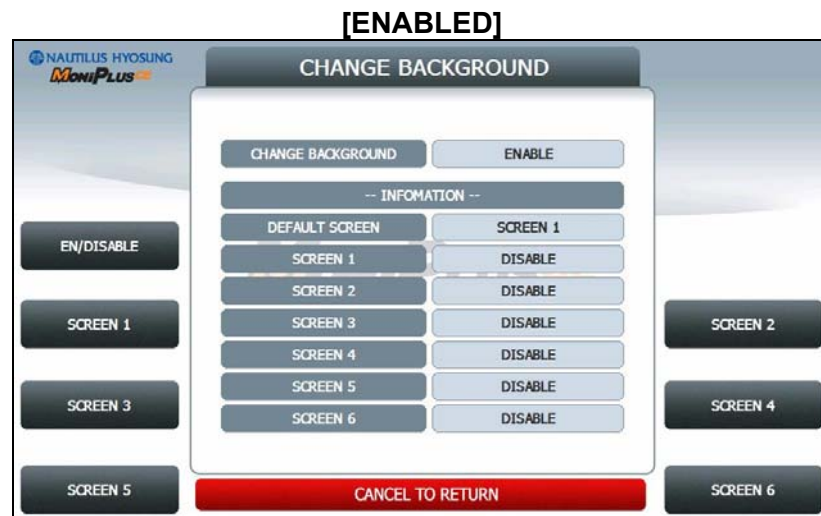 [ENABLED]
NAUTILUS HYOSUNG
MoniPlus CE
CHANGE BACKGROUND
CHANGE BACKGROUND ENABLE
-- INFOMATION --
DEFAULT SCREEN SCREEN 1
EN/DISABLE
SCREEN 1 DISABLE
SCREEN 2 DISABLE
SCREEN 1
SCREEN 3 DISABLE
SCREEN 2
SCREEN 4 DISABLE
SCREEN 5 DISABLE
SCREEN 3
SCREEN 6 DISABLE
SCREEN 4
SCREEN 5
CANCEL TO RETURN
SCREEN 6